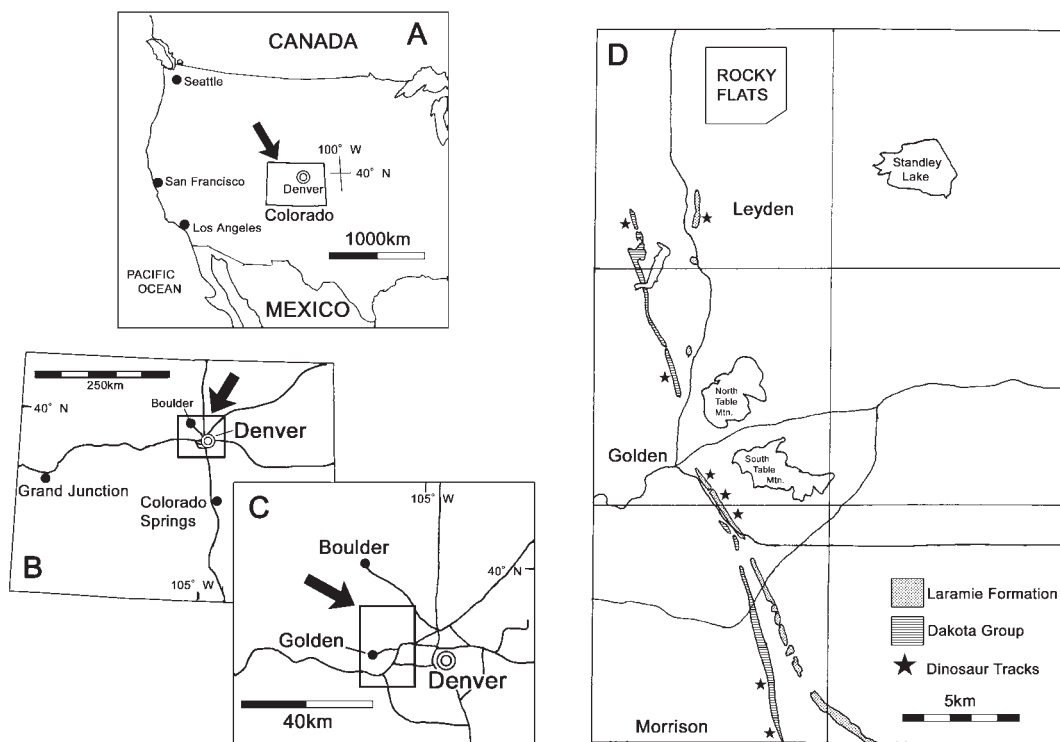 CANADA
A
Seattle
100° W
40° N
Denver
San Francisco
Colorado
Los Angeles
1000km
PACIFIC
OCEAN
MEXICO
250km
40° N
Boulder
Denver
Grand Junction
Colorado
Springs
B
105° W
C
105° W
Boulder
40° N
Golden
Denver
40km
D
ROCKY
FLATS
Standley
Lake
Leyden
North
Table
Mtn.
Golden
South
Table
Mtn.
Laramie Formation
Dakota Group
Dinosaur Tracks
5km
Morrison